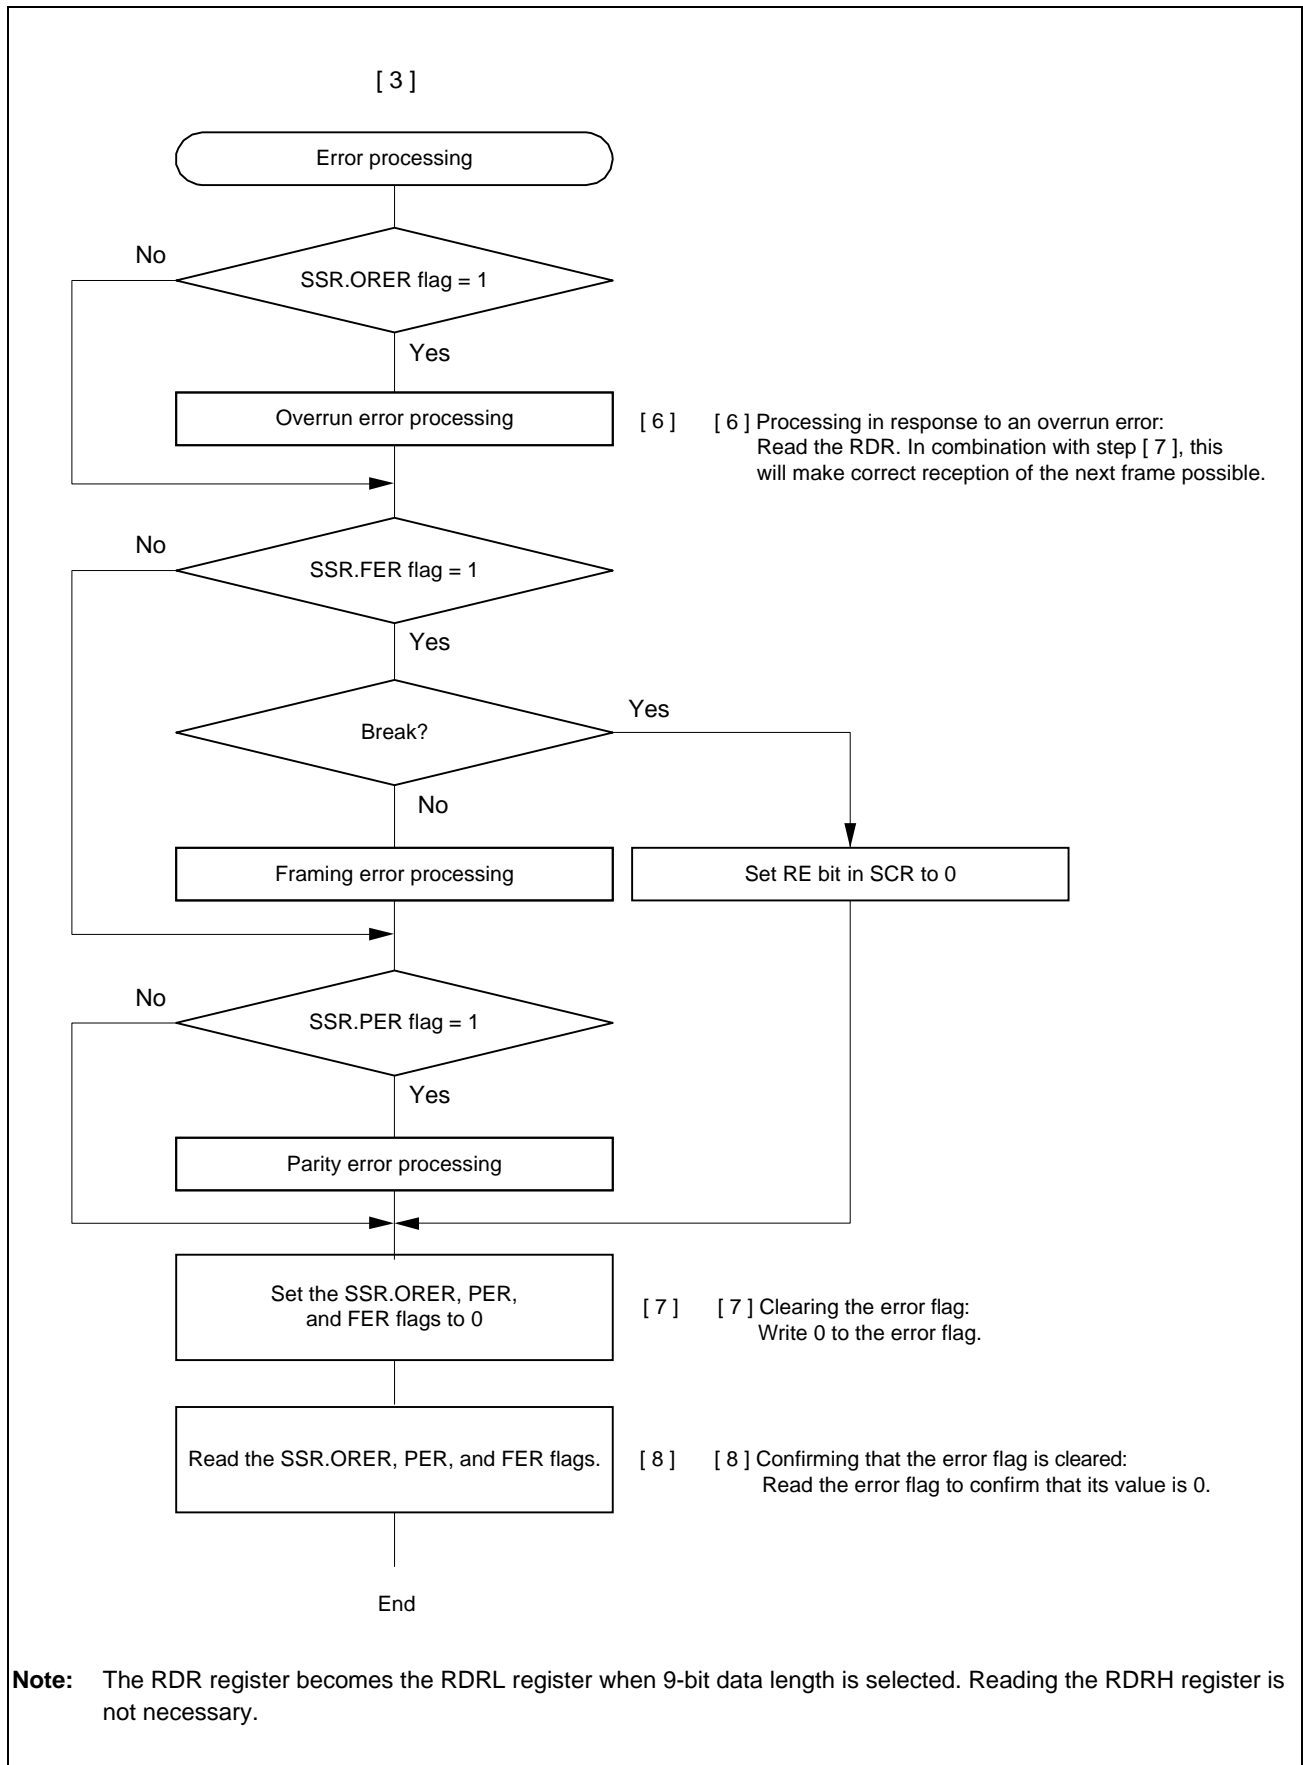 [ 3 ]
Error processing
No
SSR.ORER flag = 1
Yes
Overrun error processing
[ 6 ]
[ 6 ] Processing in response to an overrun error:
Read the RDR. In combination with step [ 7 ], this
will make correct reception of the next frame possible.
No
SSR.FER flag = 1
Yes
Break?
Yes
No
Framing error processing
Set RE bit in SCR to 0
No
SSR.PER flag = 1
Yes
Parity error processing
Set the SSR.ORER, PER,
and FER flags to 0
[ 7 ]
[ 7 ] Clearing the error flag:
Write 0 to the error flag.
Read the SSR.ORER, PER, and FER flags.
[ 8 ]
[ 8 ] Confirming that the error flag is cleared:
Read the error flag to confirm that its value is 0.
End
Note: The RDR register becomes the RDRL register when 9-bit data length is selected. Reading the RDRH register is
not necessary.